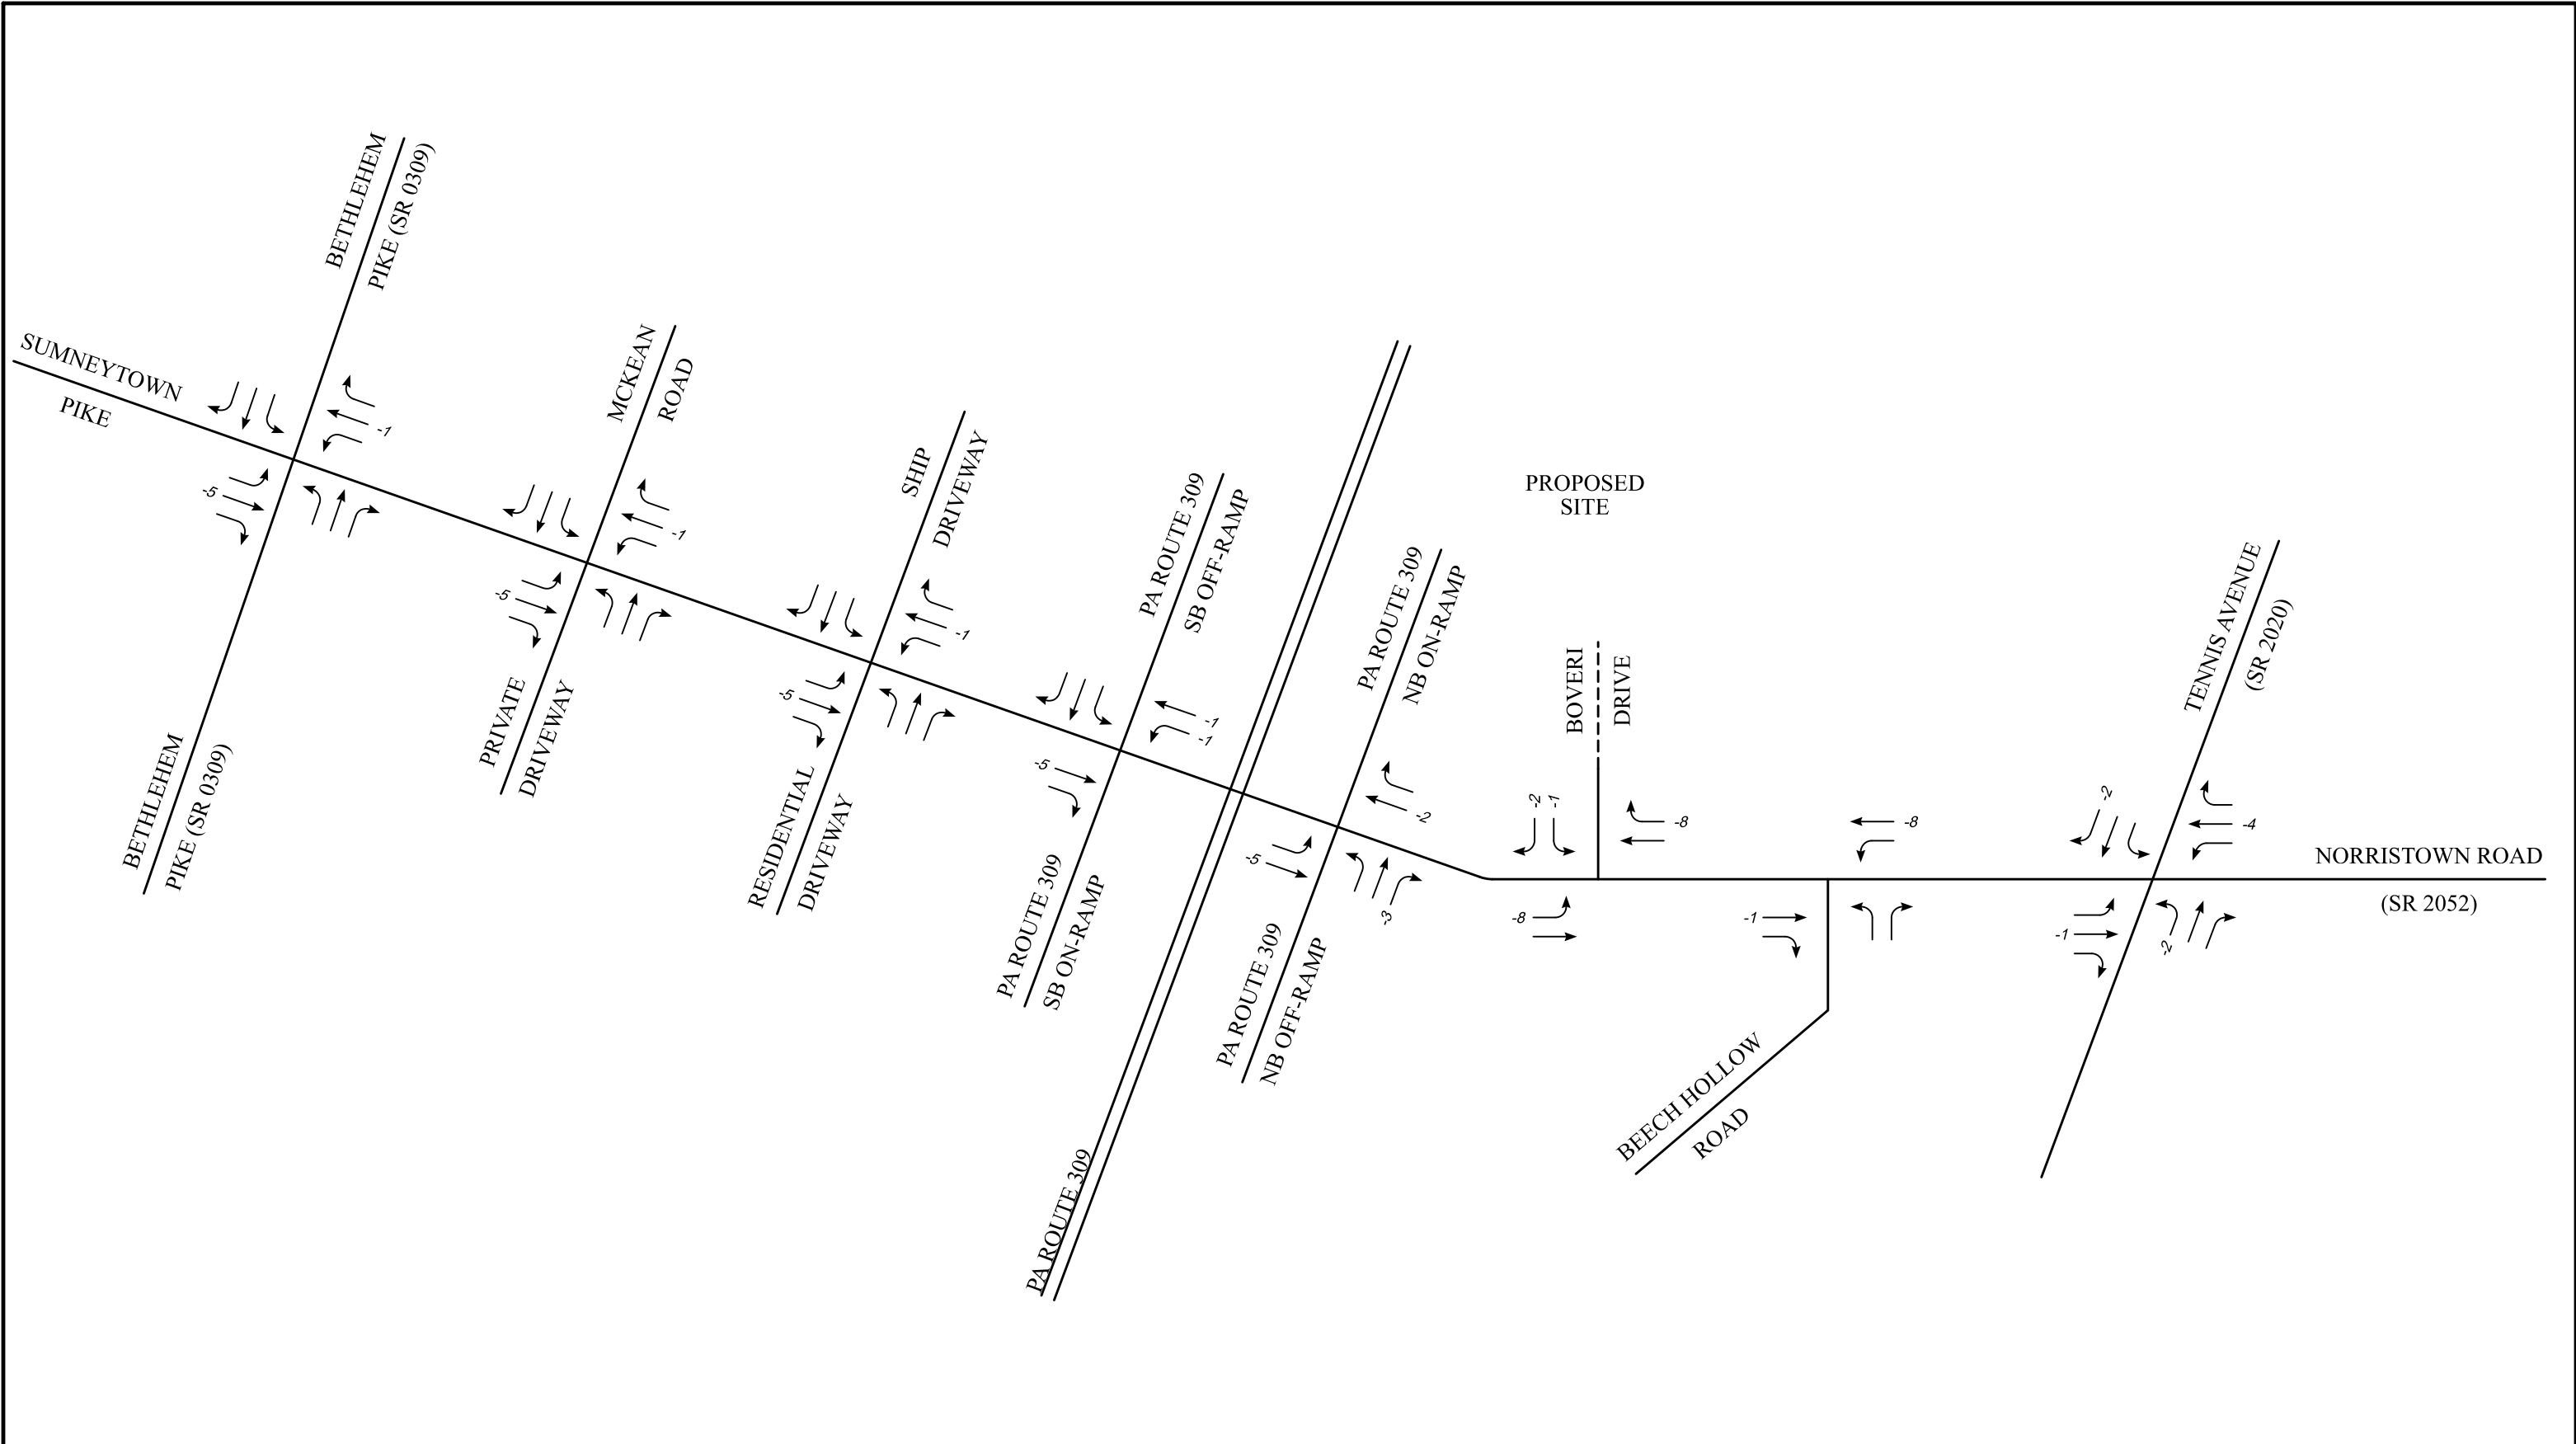 BETHLEHEM
PIKE (SR 0309)
SUMNEYTOWN
PIKE
-1
-5
BETHLEHEM
PIKE (SR 0309)
MCKEAN
ROAD
-1
-5
PRIVATE
DRIVEWAY
SHIP
DRIVEWAY
-1
-5
RESIDENTIAL
DRIVEWAY
PA ROUTE 309
SB OFF-RAMP
-1
-1
-5
PA ROUTE 309
SB ON-RAMP
PA ROUTE 309
PA ROUTE 309
NB ON-RAMP
-2
-5
-3
PA ROUTE 309
NB OFF-RAMP
PROPOSED
SITE
BOVERI
DRIVE
-2
-1
-8
-8
-8
-1
BEECH HOLLOW
ROAD
TENNIS AVENUE
(SR 2020)
-2
-4
-1
-2
NORRISTOWN ROAD
(SR 2052)